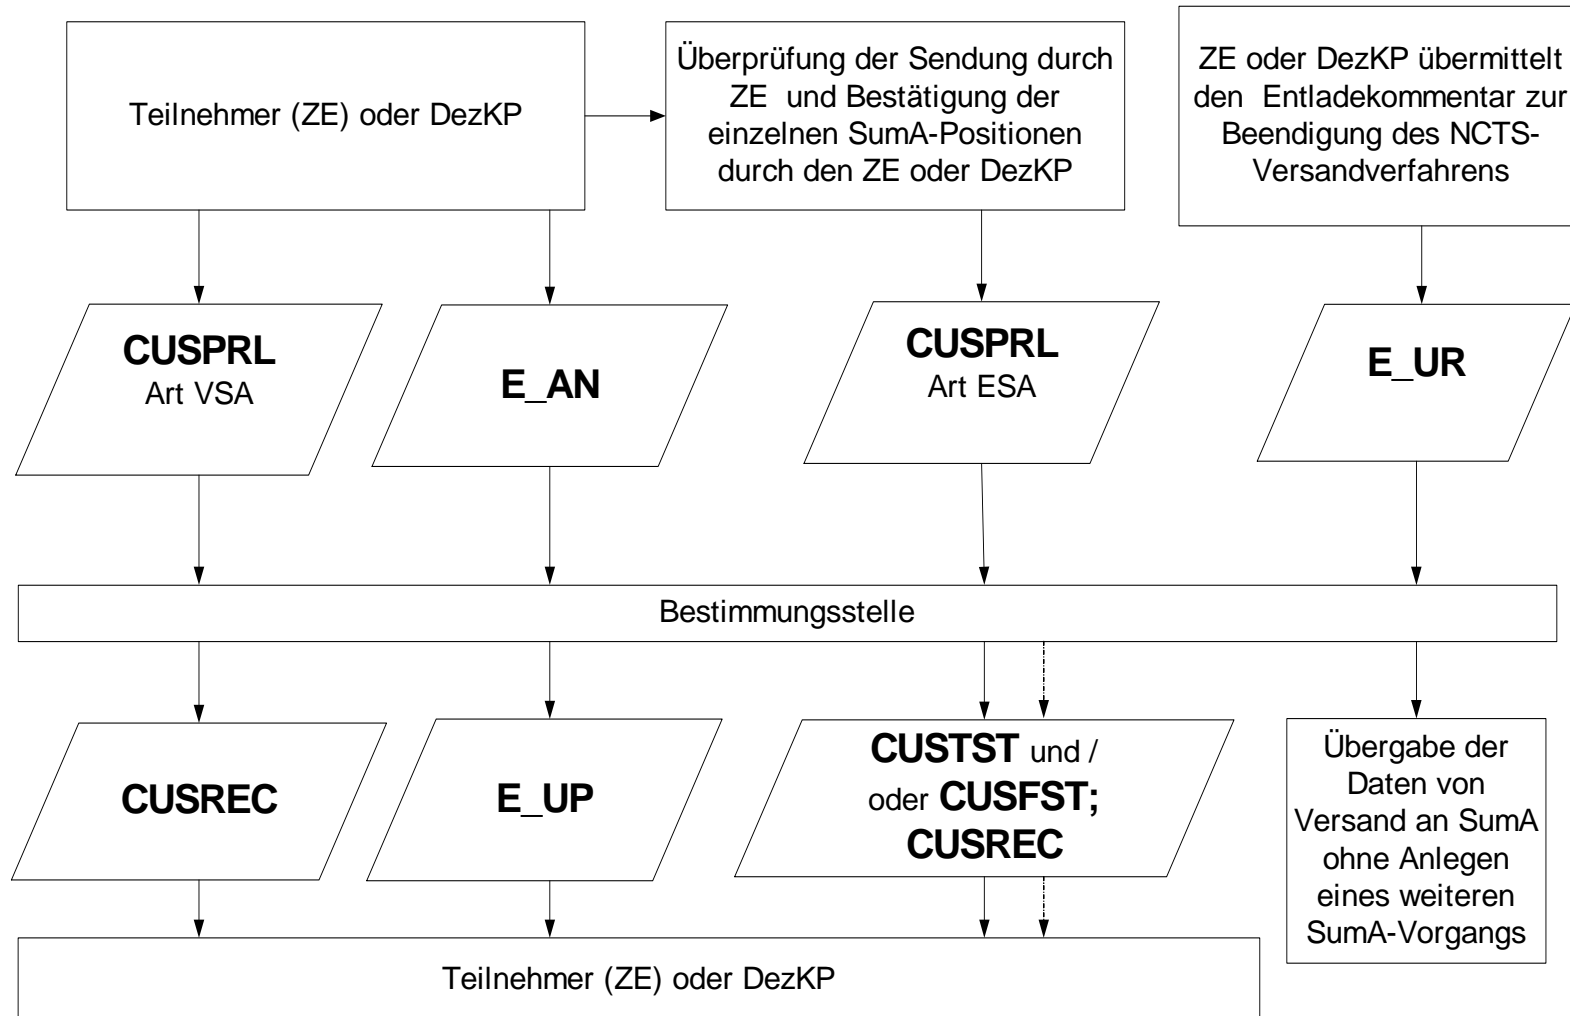 Teilnehmer (ZE) oder DezKP
Überprüfung der Sendung durch
ZE und Bestätigung der
einzelnen SumA-Positionen
durch den ZE oder DezKP
ZE oder DezKP übermittelt
den Entladekommentar zur
Beendigung des NCTS-
Versandverfahrens
CUSPRL
Art VSA
E_AN
CUSPRL
Art ESA
E_UR
Bestimmungsstelle
CUSREC
E_UP
CUSTST und /
oder CUSFST;
CUSREC
Übergabe der
Daten von
Versand an SumA
ohne Anlegen
eines weiteren
SumA-Vorgangs
Teilnehmer (ZE) oder DezKP